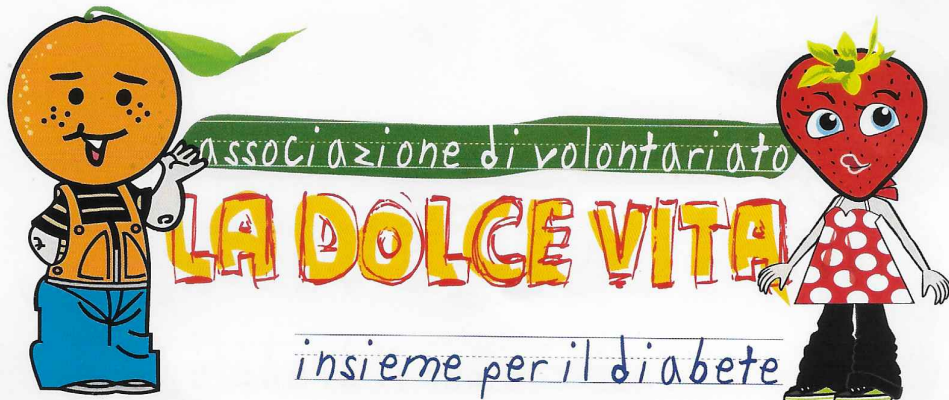 associazione di volontariato
LA DOLCE VITA
insieme per il diabete